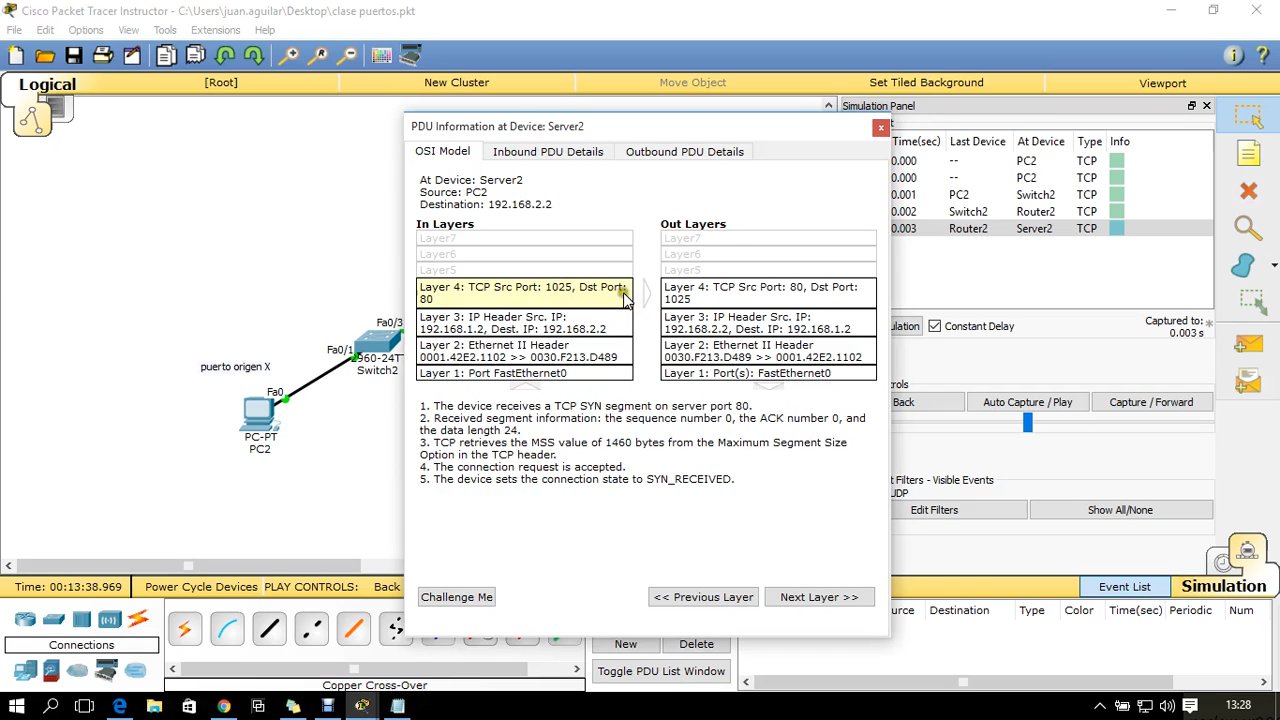 Cisco Packet Tracer Instructor - C:\Users\juan.aguilar\Desktop\clase puertos.pkt
File Edit Options View Tools Extensions Help
Logical [Root] New Cluster Move Object Set Tiled Background Viewport
PDU Information at Device: Server2
OSI Model Inbound PDU Details Outbound PDU Details
At Device: Server2
Source: PC2
Destination: 192.168.2.2
In Layers Out Layers
Layer7 Layer7
Layer6 Layer6
Layer5 Layer5
Layer 4: TCP Src Port: 1025, Dst Port:
80
Layer 4: TCP Src Port: 80, Dst Port:
1025
Layer 3: IP Header Src. IP:
192.168.1.2, Dest. IP: 192.168.2.2
Layer 3: IP Header Src. IP:
192.168.2.2, Dest. IP: 192.168.1.2
Layer 2: Ethernet II Header
0001.42E2.1102 >> 0030.F213.D489
Layer 2: Ethernet II Header
0030.F213.D489 >> 0001.42E2.1102
Layer 1: Port FastEthernet0
Layer 1: Port(s): FastEthernet0
1. The device receives a TCP SYN segment on server port 80.
2. Received segment information: the sequence number 0, the ACK number 0, and
the data length 24.
3. TCP retrieves the MSS value of 1460 bytes from the Maximum Segment Size
Option in the TCP header.
4. The connection request is accepted.
5. The device sets the connection state to SYN_RECEIVED.
Challenge Me << Previous Layer Next Layer >>
Fa0/3
Fa0/1
2960-24TT
Switch2
puerto origen X
Fa0
PC-PT
PC2
Simulation Panel
Time(sec) Last Device At Device Type Info
0.000 -- PC2 TCP
0.000 -- PC2 TCP
0.001 PC2 Switch2 TCP
0.002 Switch2 Router2 TCP
0.003 Router2 Server2 TCP
Constant Delay
Captured to:
0.003 s
Back Auto Capture / Play Capture / Forward
Filters - Visible Events
UDP
Edit Filters Show All/None
Time: 00:13:38.969 Power Cycle Devices PLAY CONTROLS: Back
Event List Simulation
Connections
Copper Cross-Over
New Delete
Toggle PDU List Window
Destination Type Color Time(sec) Periodic Num
13:28